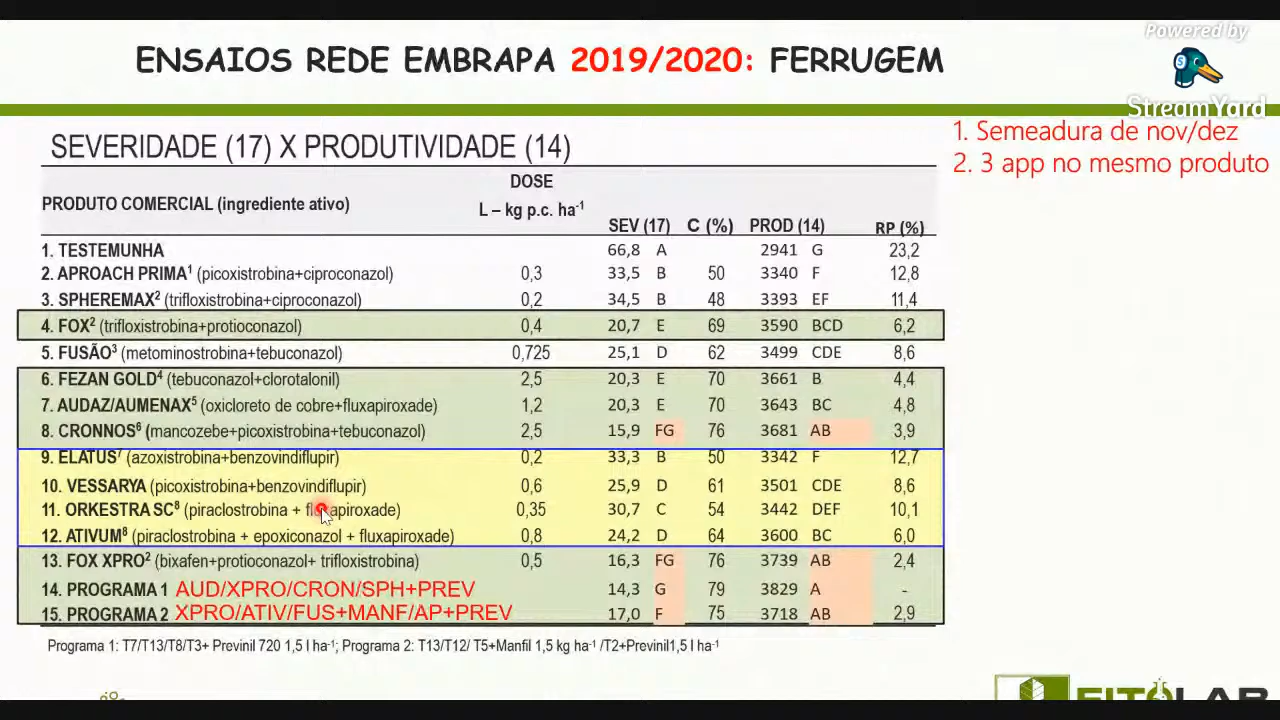 Powered by
ENSAIOS REDE EMBRAPA 2019/2020: FERRUGEM
StreamYard
1. Semeadura de nov/dez
2. 3 app no mesmo produto
SEVERIDADE (17) X PRODUTIVIDADE (14)
PRODUTO COMERCIAL (ingrediente ativo) DOSE L – kg p.c. ha-1 SEV (17) C (%) PROD (14) RP (%)
1. TESTEMUNHA 66,8 A 2941 G 23,2
2. APROACH PRIMA1 (picoxistrobina+ciproconazol) 0,3 33,5 B 50 3340 F 12,8
3. SPHEREMAX2 (trifloxistrobina+ciproconazol) 0,2 34,5 B 48 3393 EF 11,4
4. FOX2 (trifloxistrobina+protioconazol) 0,4 20,7 E 69 3590 BCD 6,2
5. FUSÃO3 (metominostrobina+tebuconazol) 0,725 25,1 D 62 3499 CDE 8,6
6. FEZAN GOLD4 (tebuconazol+clorotalonil) 2,5 20,3 E 70 3661 B 4,4
7. AUDAZ/AUMENAX5 (oxicloreto de cobre+fluxapiroxade) 1,2 20,3 E 70 3643 BC 4,8
8. CRONNOS6 (mancozebe+picoxistrobina+tebuconazol) 2,5 15,9 FG 76 3681 AB 3,9
9. ELATUS7 (azoxistrobina+benzovindiflupir) 0,2 33,3 B 50 3342 F 12,7
10. VESSARYA (picoxistrobina+benzovindiflupir) 0,6 25,9 D 61 3501 CDE 8,6
11. ORKESTRA SC8 (piraclostrobina + fluxapiroxade) 0,35 30,7 C 54 3442 DEF 10,1
12. ATIVUM8 (piraclostrobina + epoxiconazol + fluxapiroxade) 0,8 24,2 D 64 3600 BC 6,0
13. FOX XPRO2 (bixafen+protioconazol+ trifloxistrobina) 0,5 16,3 FG 76 3739 AB 2,4
14. PROGRAMA 1 AUD/XPRO/CRON/SPH+PREV 14,3 G 79 3829 A -
15. PROGRAMA 2 XPRO/ATIV/FUS+MANF/AP+PREV 17,0 F 75 3718 AB 2,9
Programa 1: T7/T13/T8/T3+ Previnil 720 1,5 l ha-1; Programa 2: T13/T12/ T5+Manfil 1,5 kg ha-1 /T2+Previnil1,5 l ha-1
FITOLAB